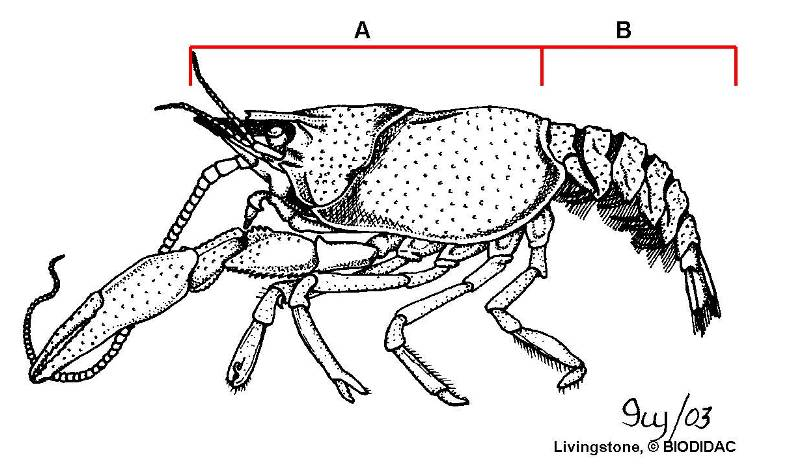 A B
Guy/03
Livingstone, © BIODIDAC